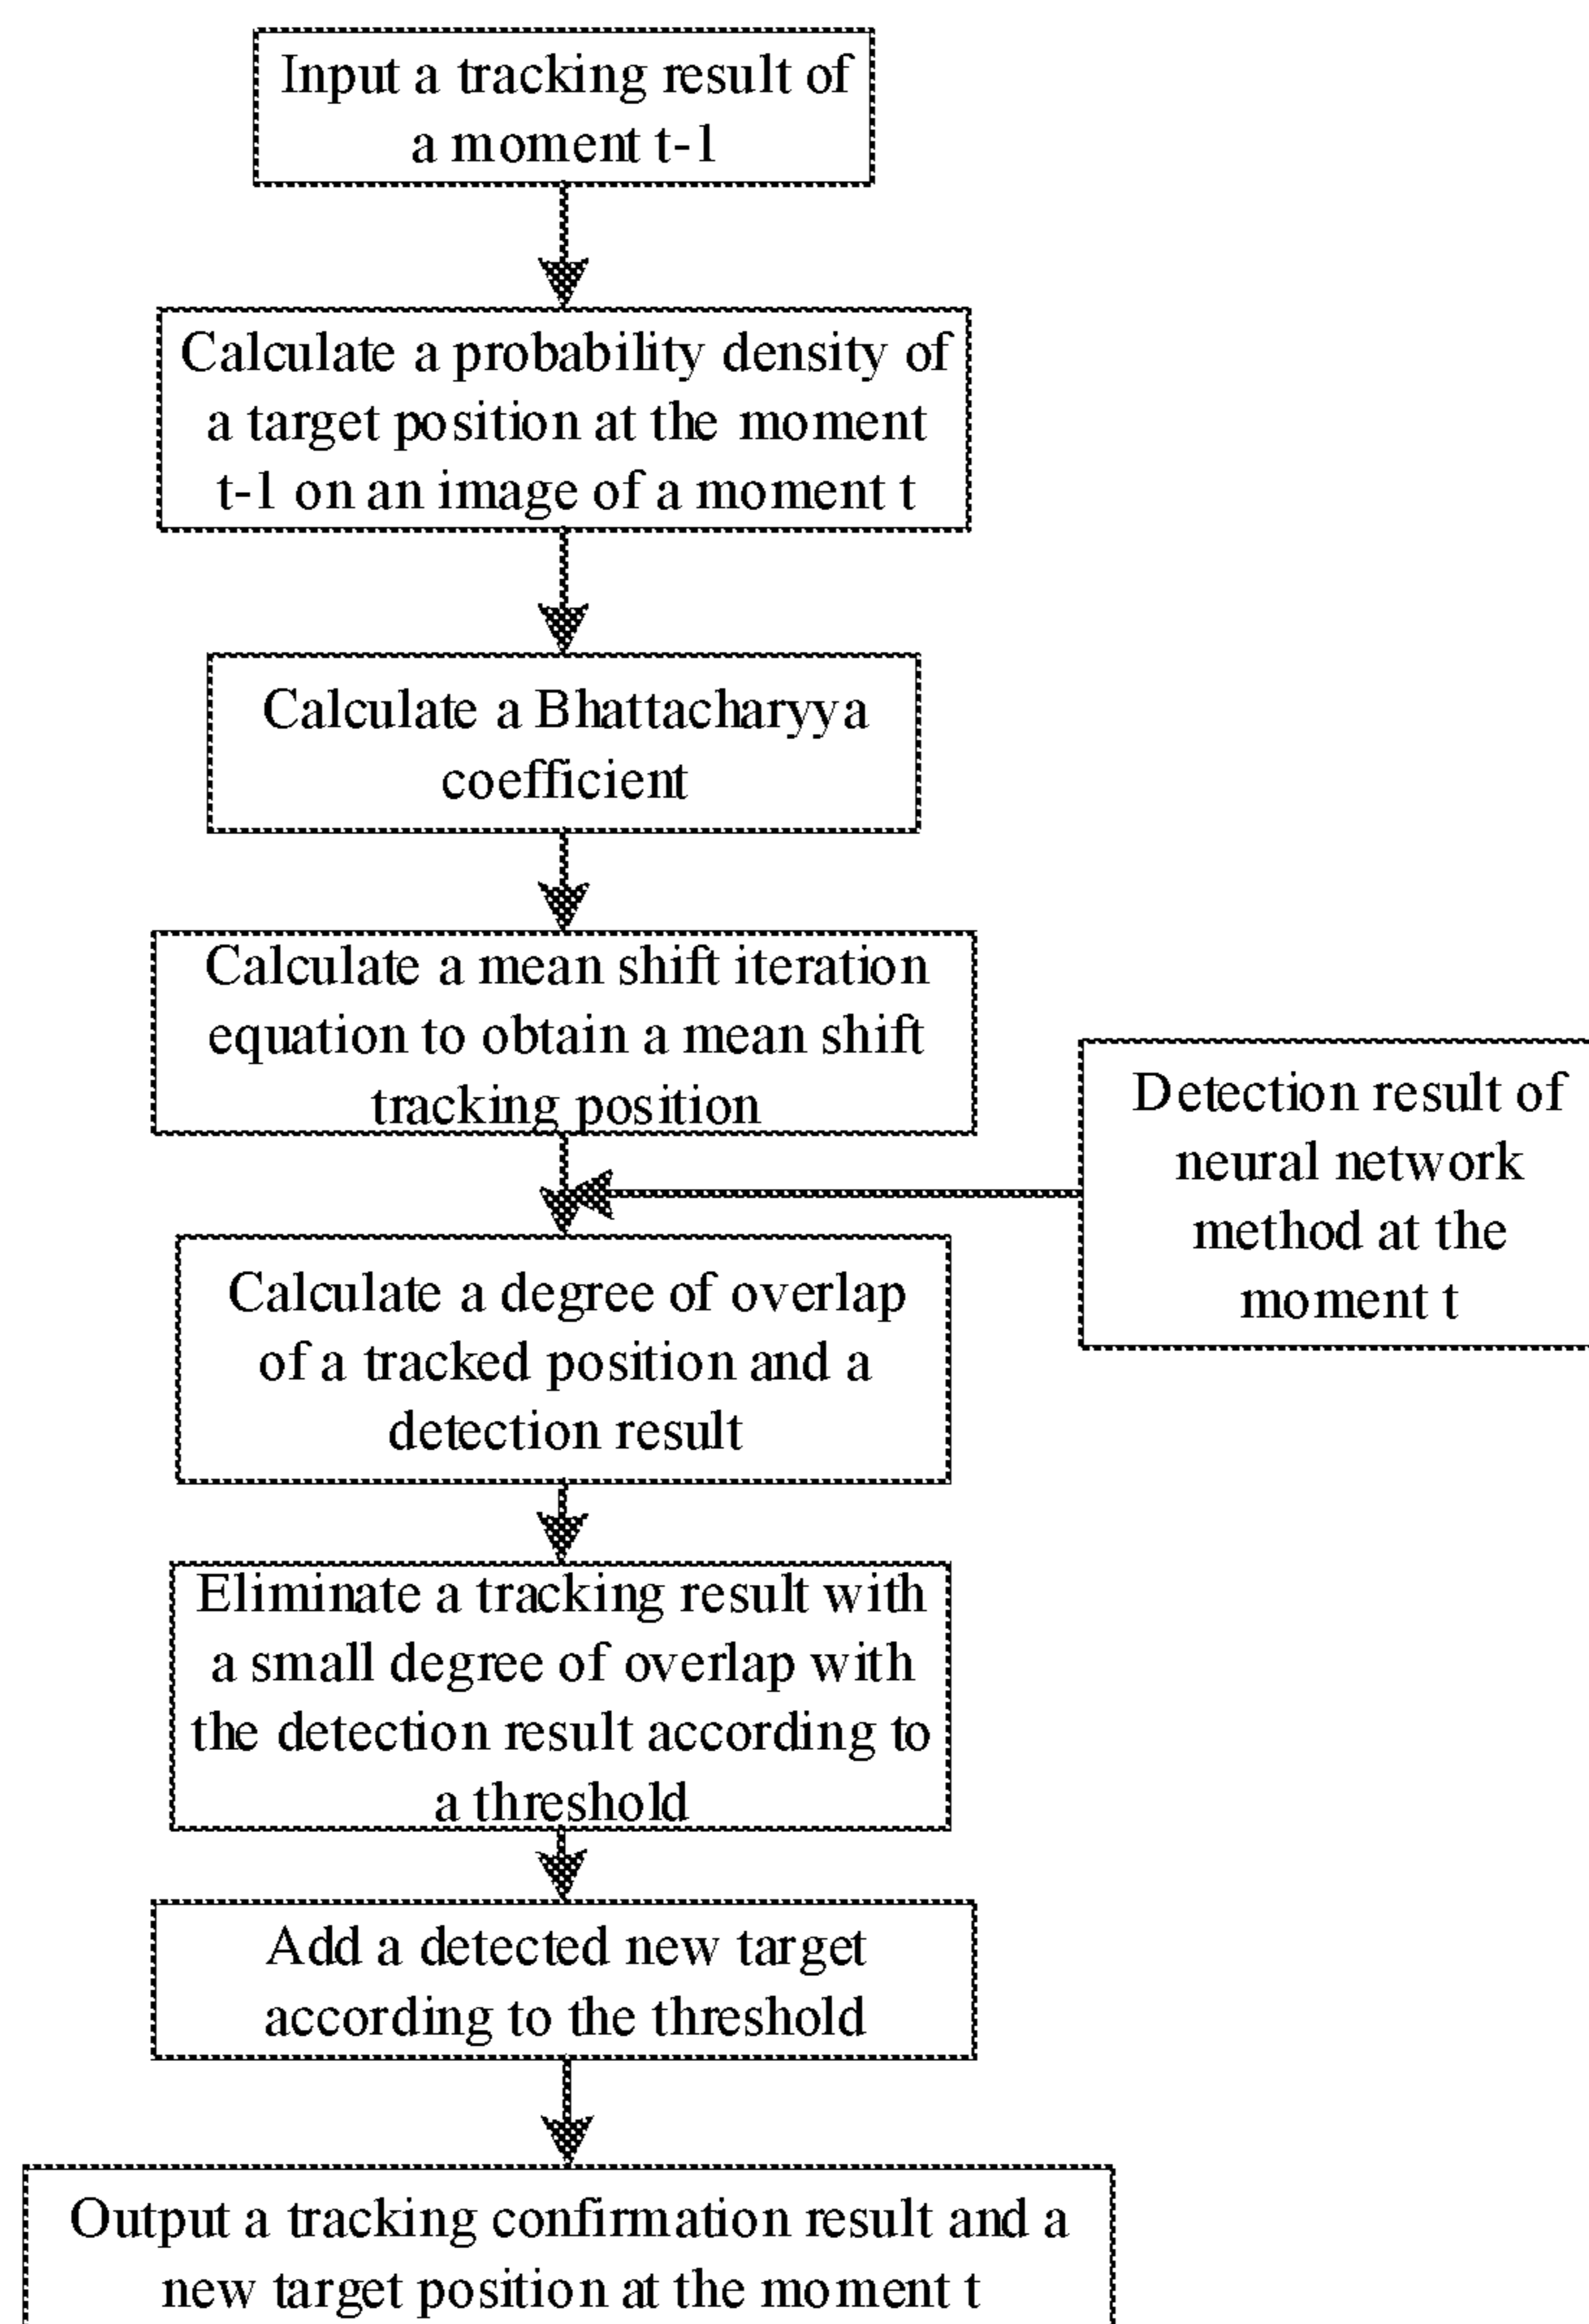 Input a tracking result of
a moment t-1
Calculate a probability density of
a target position at the moment
t-1 on an image of a moment t
Calculate a Bhattacharyya
coefficient
Calculate a mean shift iteration
equation to obtain a mean shift
tracking position
Detection result of
neural network
method at the
moment t
Calculate a degree of overlap
of a tracked position and a
detection result
Eliminate a tracking result with
a small degree of overlap with
the detection result according to
a threshold
Add a detected new target
according to the threshold
Output a tracking confirmation result and a
new target position at the moment t